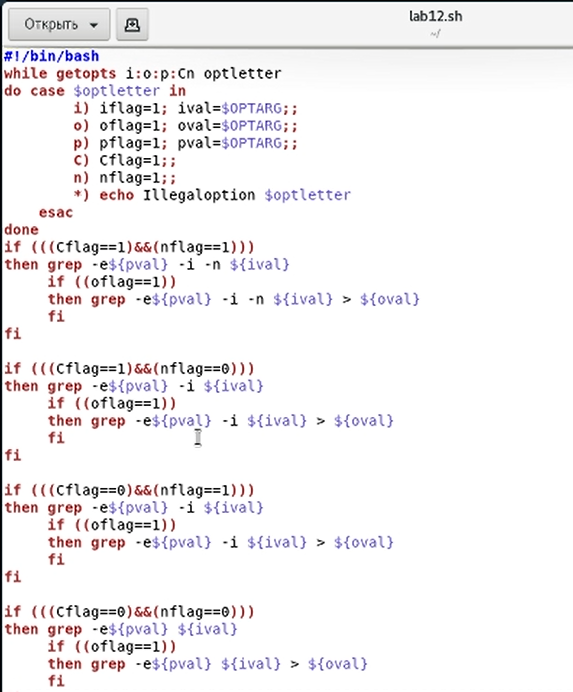 Открыть
lab12.sh
~/
#!/bin/bash
while getopts i:o:p:Cn optletter
do case $optletter in
        i) iflag=1; ival=$OPTARG;;
        o) oflag=1; oval=$OPTARG;;
        p) pflag=1; pval=$OPTARG;;
        C) Cflag=1;;
        n) nflag=1;;
        *) echo Illegaloption $optletter
    esac
done
if (((Cflag==1)&&(nflag==1)))
then grep -e${pval} -i -n ${ival}
     if ((oflag==1))
     then grep -e${pval} -i -n ${ival} > ${oval}
     fi
fi

if (((Cflag==1)&&(nflag==0)))
then grep -e${pval} -i ${ival}
     if ((oflag==1))
     then grep -e${pval} -i ${ival} > ${oval}
     fi
fi

if (((Cflag==0)&&(nflag==1)))
then grep -e${pval} -i ${ival}
     if ((oflag==1))
     then grep -e${pval} -i ${ival} > ${oval}
     fi
fi

if (((Cflag==0)&&(nflag==0)))
then grep -e${pval} ${ival}
     if ((oflag==1))
     then grep -e${pval} ${ival} > ${oval}
     fi